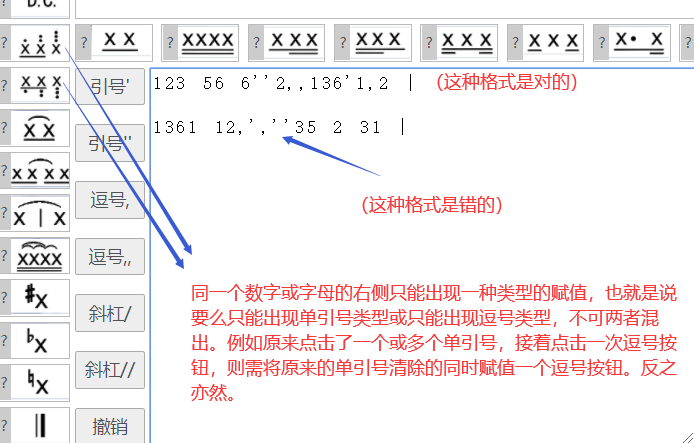 D.C.
? X X X
? X X ? XXXX ? X X X ? X X X ? X X X ? X X X ? X· X ?
? X X X
引号'
123 56 6''2,,136'1,2 | (这种格式是对的)
? X X
引号''
1361 12,','''35 2 31 |
? X X X X
逗号,
(这种格式是错的)
? X | X
逗号,,
? XXXX
同一个数字或字母的右侧只能出现一种类型的赋值，也就是说
要么只能出现单引号类型或只能出现逗号类型，不可两者混
出。例如原来点击了一个或多个单引号，接着点击一次逗号按
钮，则需将原来的单引号清除的同时赋值一个逗号按钮。反之
亦然。
? #X
斜杠/
? ♭X
斜杠//
? ♮X
? ||
撤销